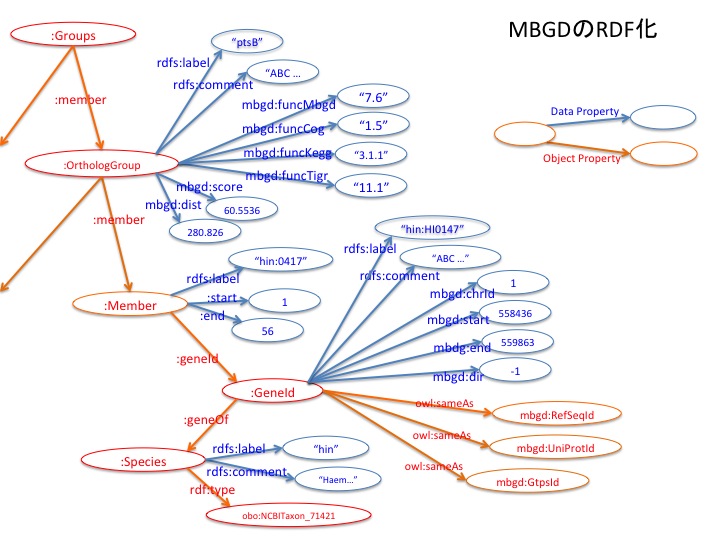 MBGDのRDF化
:Groups
"ptsB"
rdfs:label
"ABC ...
rdfs:comment
:member
mbgd:funcMbgd
"7.6"
mbgd:funcCog
"1.5"
Data Property
Object Property
:OrthologGroup
mbgd:funcKegg
"3.1.1"
mbgd:funcTigr
"11.1"
mbgd:score
mbgd:dist
60.5536
280.826
:member
"hin:HI0147"
rdfs:label
"hin:0417"
"ABC ..."
rdfs:label
rdfs:comment
1
mbgd:chrId
:Member
:start
1
:end
56
558436
mbgd:start
559863
mbdg:end
:geneId
-1
mbgd:dir
:GeneId
owl:sameAs
mbgd:RefSeqId
:geneOf
owl:sameAs
mbgd:UniProtId
:Species
rdfs:label
"hin"
rdfs:comment
"Haem..."
owl:sameAs
mbgd:GtpsId
rdf:type
obo:NCBITaxon_71421